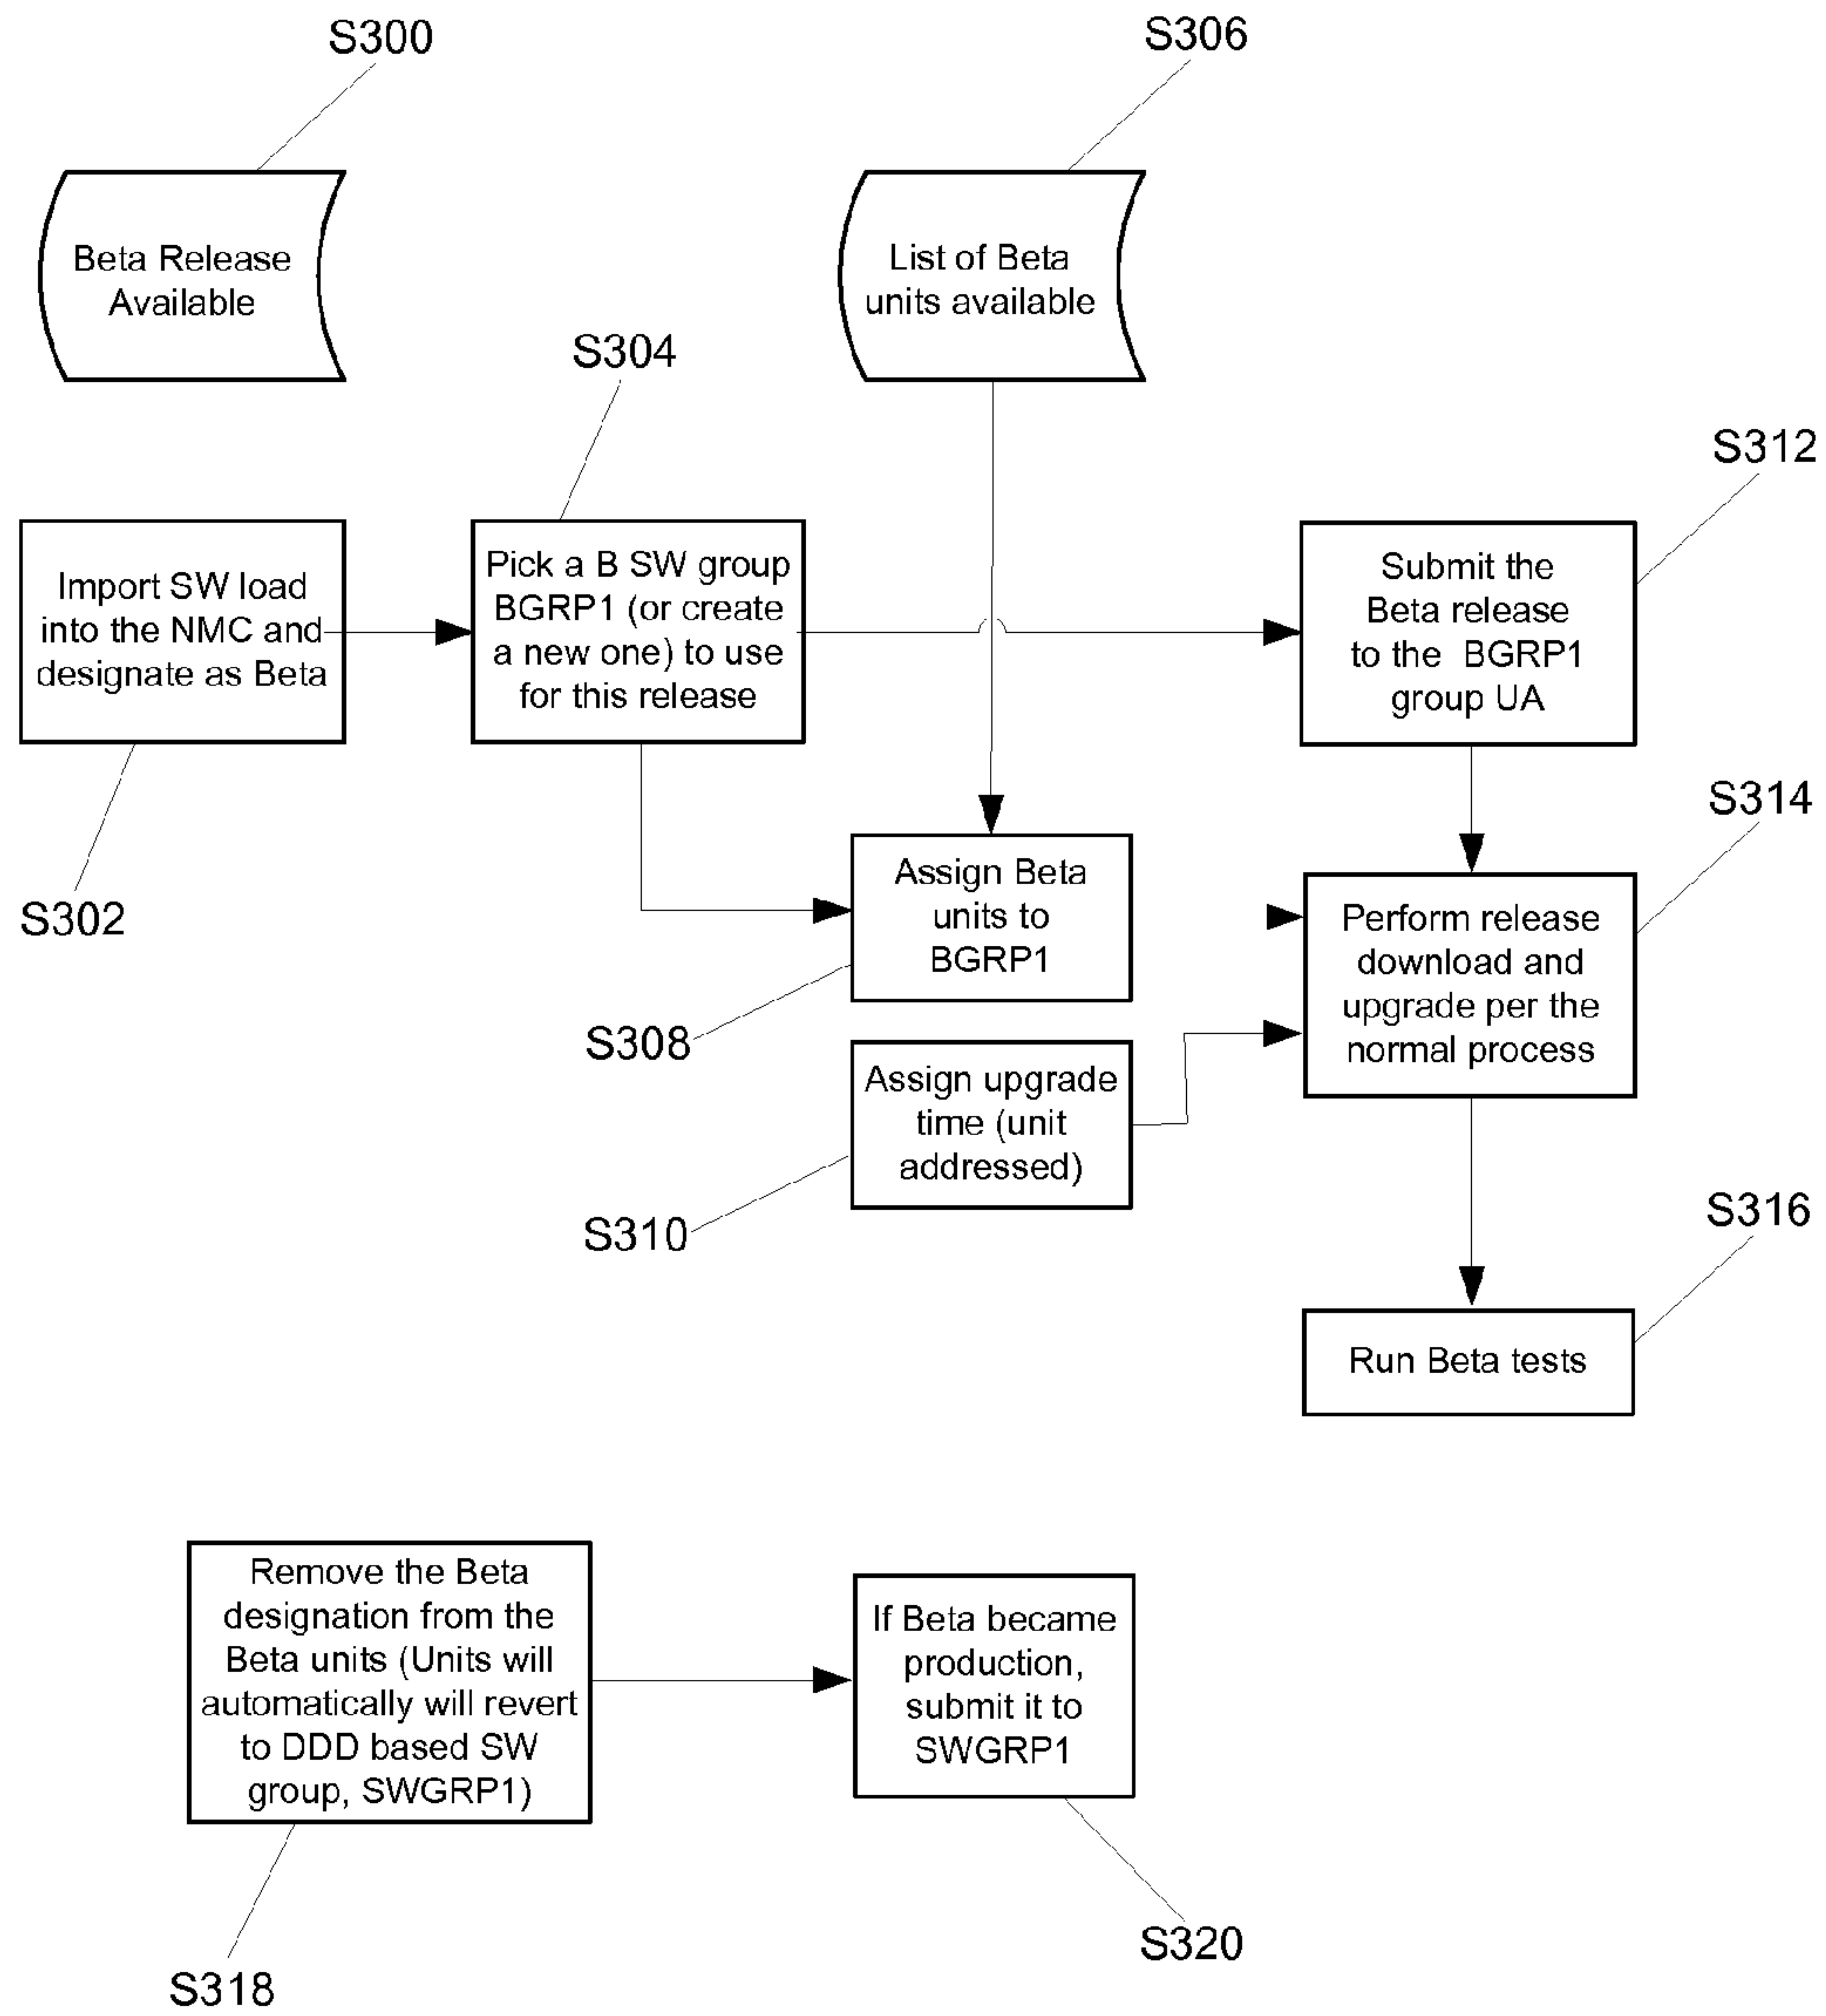 S300
S306
Beta Release
Available
List of Beta
units available
S304
S312
Import SW load
into the NMC and
designate as Beta
Pick a B SW group
BGRP1 (or create
a new one) to use
for this release
Submit the
Beta release
to the BGRP1
group UA
S302
S314
Assign Beta
units to
BGRP1
S308
Perform release
download and
upgrade per the
normal process
Assign upgrade
time (unit
addressed)
S310
S316
Run Beta tests
Remove the Beta
designation from the
Beta units (Units will
automatically will revert
to DDD based SW
group, SWGRP1)
If Beta became
production,
submit it to
SWGRP1
S320
S318